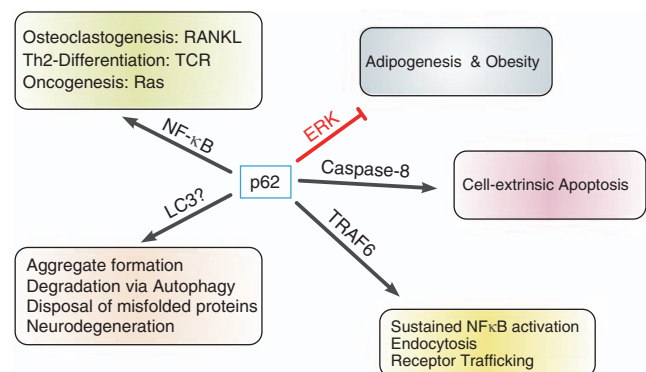 Osteoclastogenesis: RANKL
Th2-Differentiation: TCR
Oncogenesis: Ras
Adipogenesis & Obesity
NF-κB
ERK
p62
Caspase-8
Cell-extrinsic Apoptosis
LC3?
TRAF6
Aggregate formation
Degradation via Autophagy
Disposal of misfolded proteins
Neurodegeneration
Sustained NFκB activation
Endocytosis
Receptor Trafficking